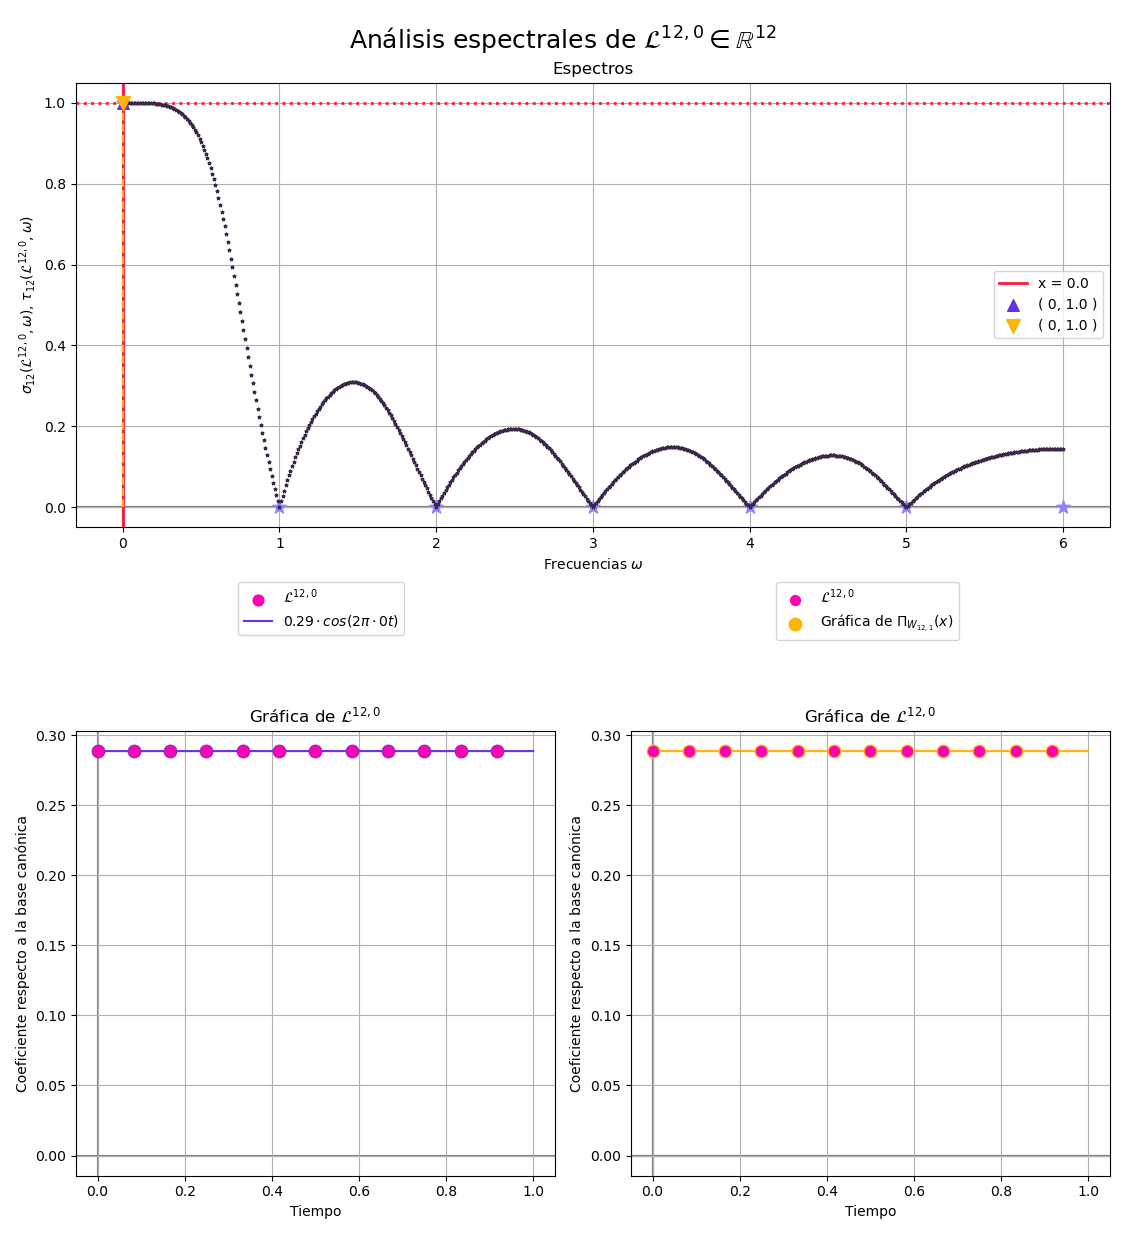 Análisis espectrales de $\mathcal{L}^{12,0} \in \mathbb{R}^{12}$
Espectros
$\sigma_{12}(\mathcal{L}^{12,0}, \omega)$, $\tau_{12}(\mathcal{L}^{12,0}, \omega)$
1.0
0.8
0.6
0.4
0.2
0.0
x = 0.0
( 0, 1.0 )
( 0, 1.0 )
0 1 2 3 4 5 6
Frecuencias $\omega$
$\mathcal{L}^{12,0}$
$0.29 \cdot cos(2\pi \cdot 0t)$
$\mathcal{L}^{12,0}$
Gráfica de $\Pi_{W_{12,1}}(x)$
Gráfica de $\mathcal{L}^{12,0}$
Coeficiente respecto a la base canónica
0.30
0.25
0.20
0.15
0.10
0.05
0.00
0.0 0.2 0.4 0.6 0.8 1.0
Tiempo
Gráfica de $\mathcal{L}^{12,0}$
Coeficiente respecto a la base canónica
0.30
0.25
0.20
0.15
0.10
0.05
0.00
0.0 0.2 0.4 0.6 0.8 1.0
Tiempo